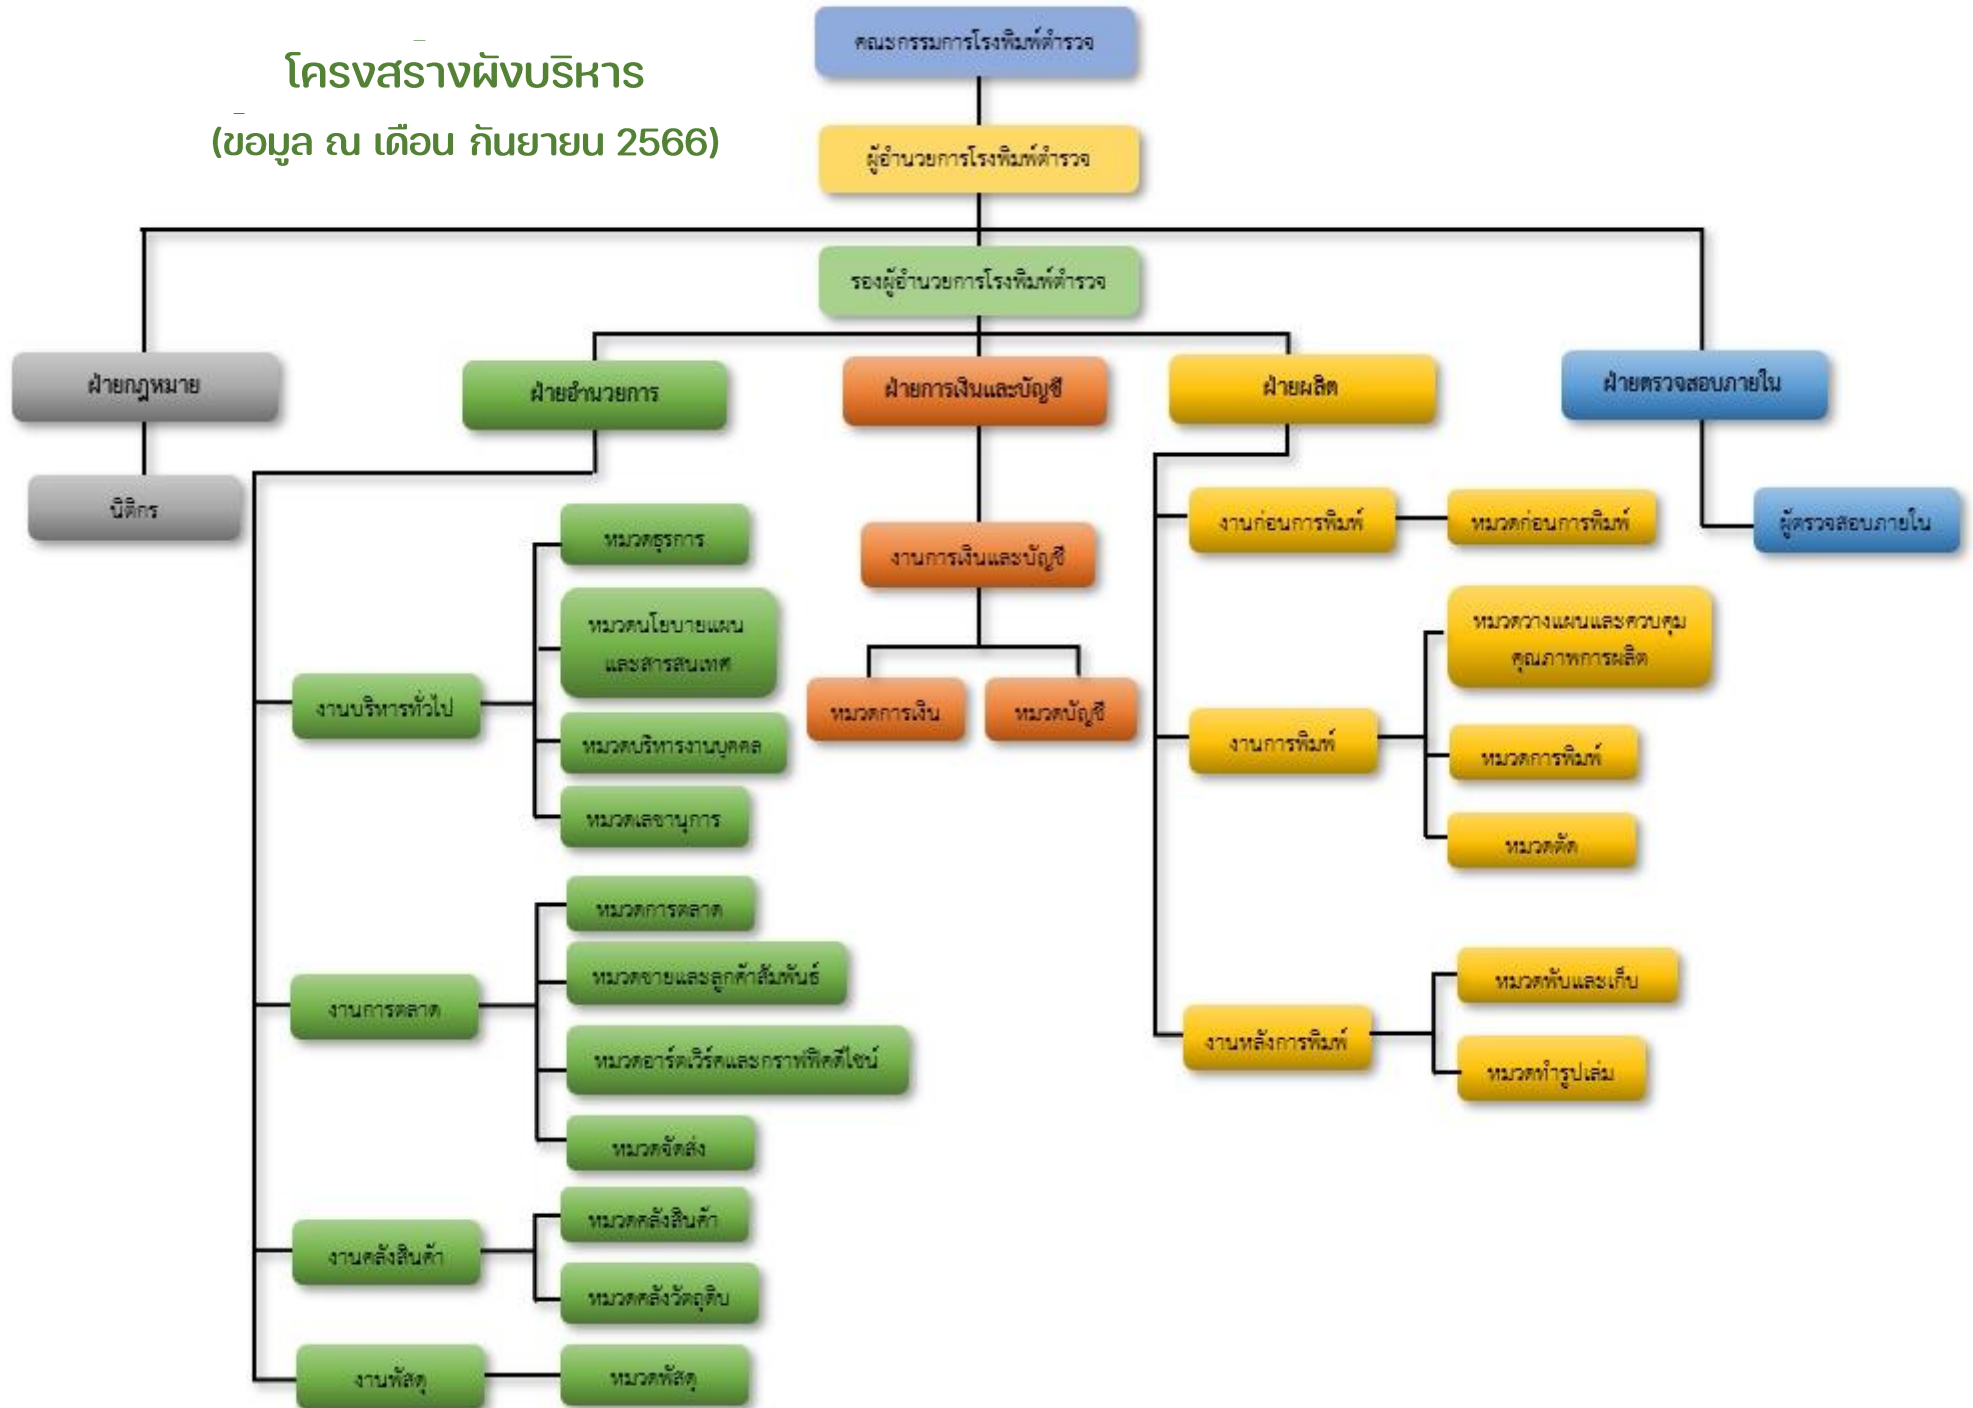 โครงสร้างผังบริหาร
(ข้อมูล ณ เดือน กันยายน 2566)
คณะกรรมการโรงพิมพ์ตำรวจ
ผู้อำนวยการโรงพิมพ์ตำรวจ
รองผู้อำนวยการโรงพิมพ์ตำรวจ
ฝ่ายกฎหมาย
ฝ่ายอำนวยการ
ฝ่ายการเงินและบัญชี
ฝ่ายผลิต
ฝ่ายตรวจสอบภายใน
นิติกร
ผู้ตรวจสอบภายใน
งานบริหารทั่วไป
หมวดธุรการ
หมวดนโยบายแผน
และสารสนเทศ
หมวดบริหารงานบุคคล
หมวดเลขานุการ
งานการตลาด
หมวดการตลาด
หมวดขายและลูกค้าสัมพันธ์
หมวดอาร์ตเวิร์คและกราฟฟิคดีไซน์
หมวดจัดส่ง
งานคลังสินค้า
หมวดคลังสินค้า
หมวดคลังวัตถุดิบ
งานพัสดุ
หมวดพัสดุ
งานการเงินและบัญชี
หมวดการเงิน
หมวดบัญชี
งานก่อนการพิมพ์
หมวดก่อนการพิมพ์
งานการพิมพ์
หมวดวางแผนและควบคุม
คุณภาพการผลิต
หมวดการพิมพ์
หมวดตัด
งานหลังการพิมพ์
หมวดพับและเก็บ
หมวดทำรูปเล่ม